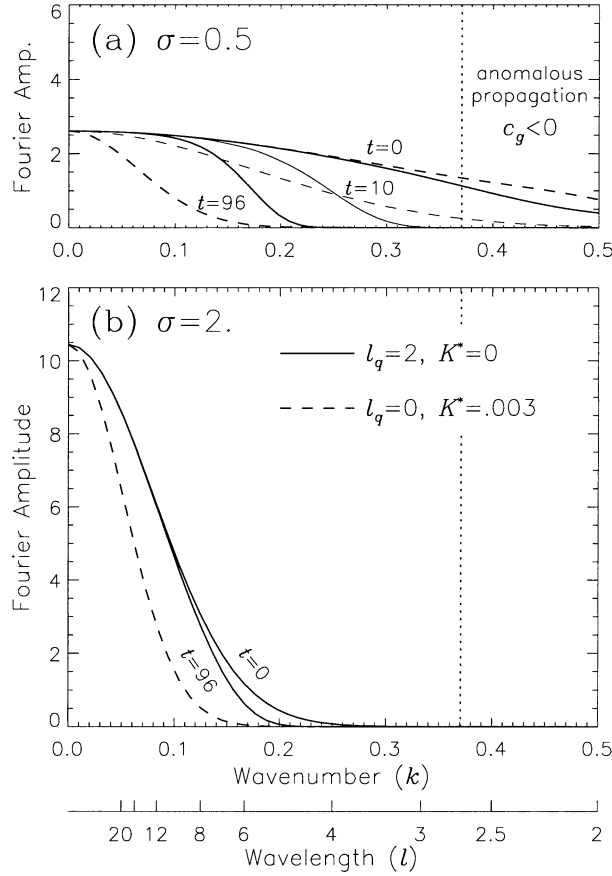 (a) σ=0.5
Fourier Amp.
6
4
2
0
anomalous
propagation
c_g<0
t=0
t=10
t=96
0.0 0.1 0.2 0.3 0.4 0.5
(b) σ=2.
Fourier Amplitude
12
10
8
6
4
2
0
l_q=2, K*=0
l_q=0, K*=.003
t=0
t=96
0.0 0.1 0.2 0.3 0.4 0.5
Wavenumber (k)
20 12 8 6 4 3 2.5 2
Wavelength (l)